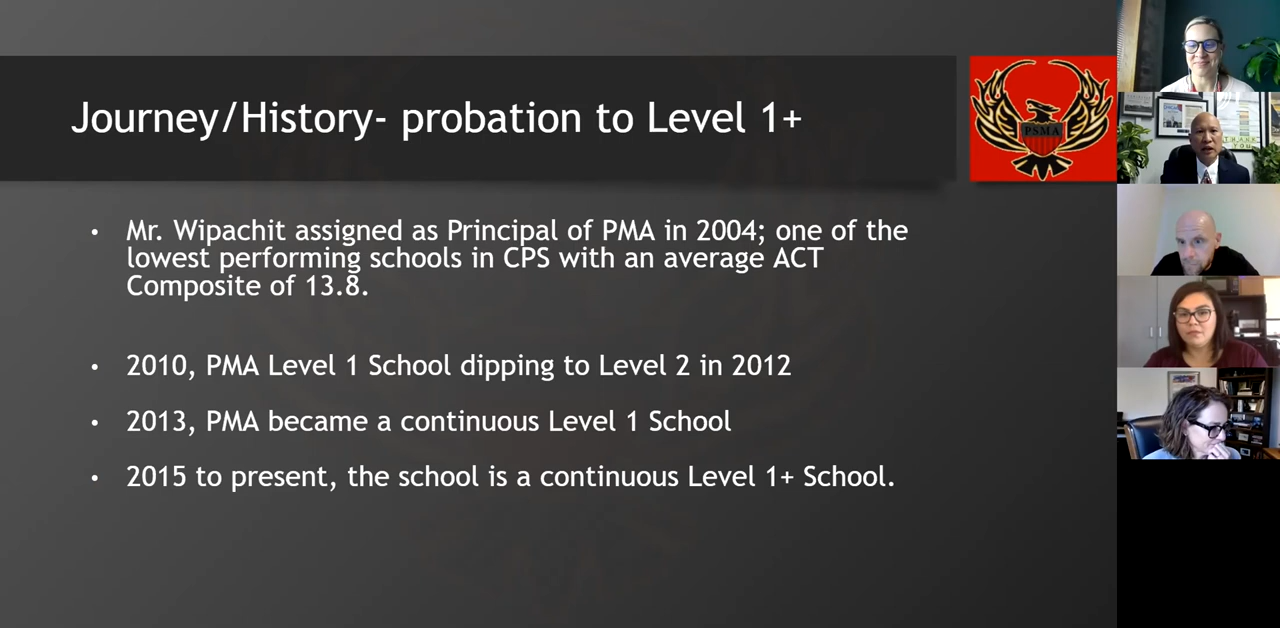 Journey/History- probation to Level 1+
PSMA
• Mr. Wipachit assigned as Principal of PMA in 2004; one of the
lowest performing schools in CPS with an average ACT
Composite of 13.8.
• 2010, PMA Level 1 School dipping to Level 2 in 2012
• 2013, PMA became a continuous Level 1 School
• 2015 to present, the school is a continuous Level 1+ School.
THANK
YOU